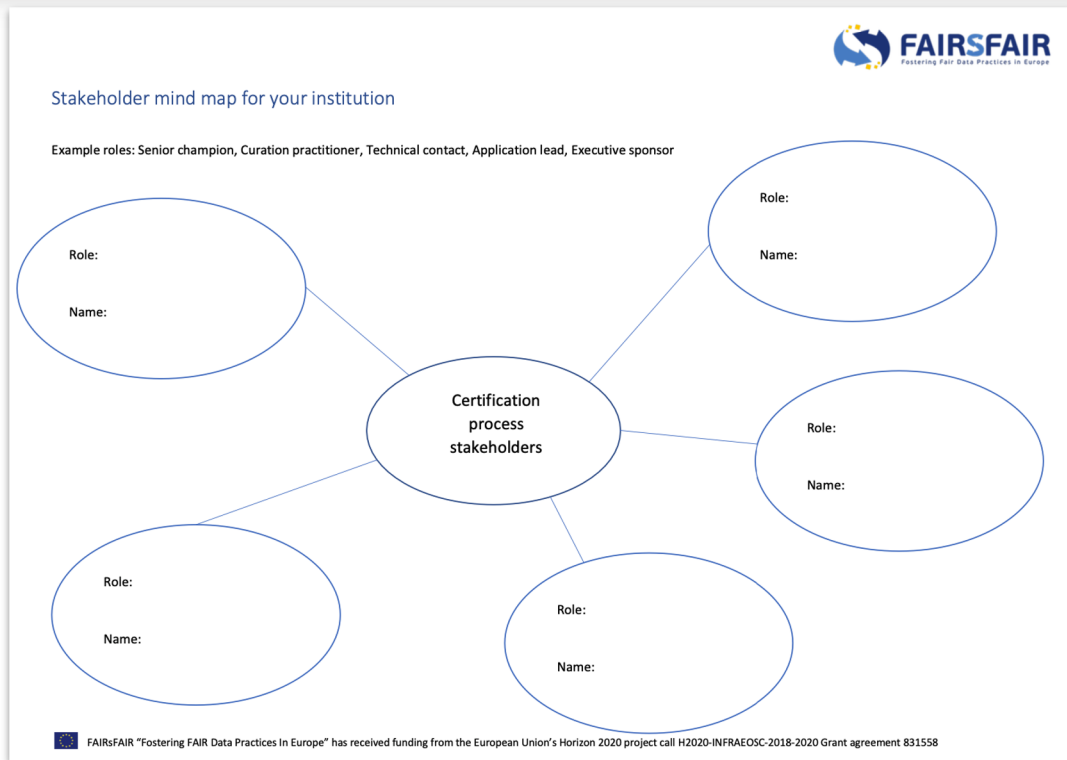 FAIRSFAIR
Fostering Fair Data Practices in Europe
Stakeholder mind map for your institution
Example roles: Senior champion, Curation practitioner, Technical contact, Application lead, Executive sponsor
Role:
Name:
Role:
Name:
Certification
process
stakeholders
Role:
Name:
Role:
Name:
Role:
Name:
FAIRsFAIR “Fostering FAIR Data Practices In Europe” has received funding from the European Union’s Horizon 2020 project call H2020-INFRAEOSC-2018-2020 Grant agreement 831558